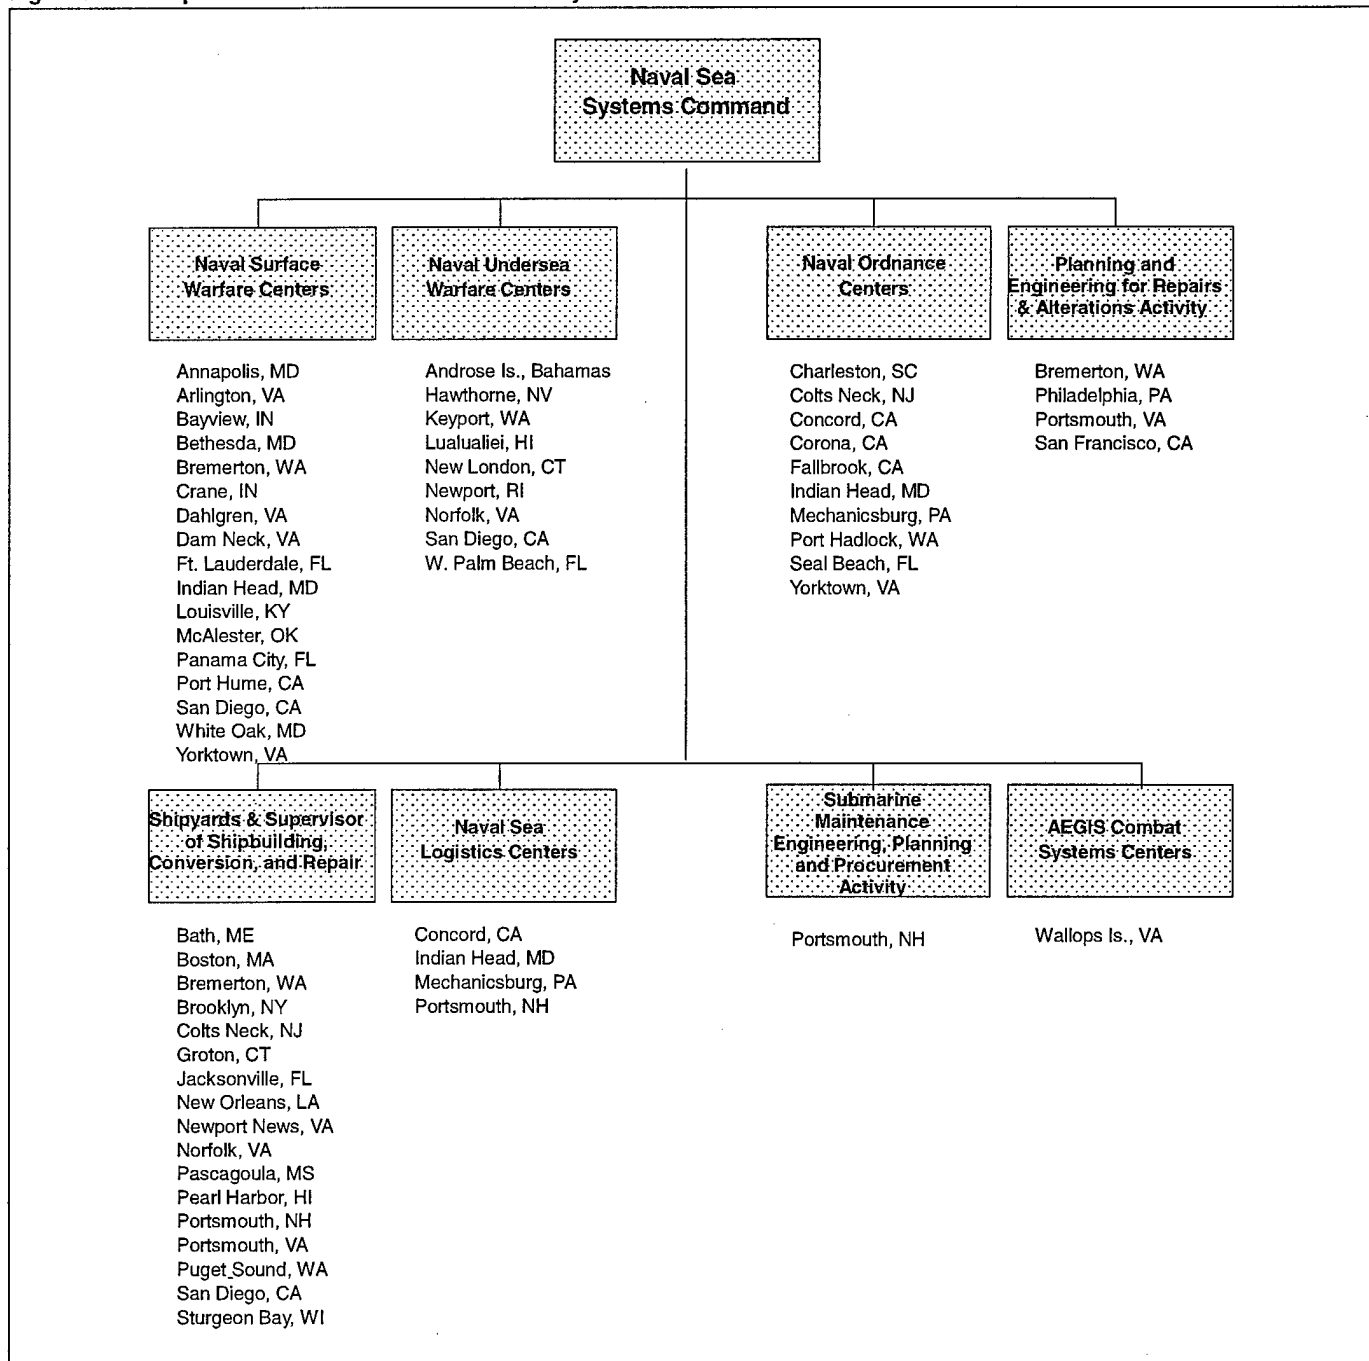 Naval Sea
Systems Command
Naval Surface
Warfare Centers
Annapolis, MD
Arlington, VA
Bayview, IN
Bethesda, MD
Bremerton, WA
Crane, IN
Dahlgren, VA
Dam Neck, VA
Ft. Lauderdale, FL
Indian Head, MD
Louisville, KY
McAlester, OK
Panama City, FL
Port Hume, CA
San Diego, CA
White Oak, MD
Yorktown, VA
Naval Undersea
Warfare Centers
Androse Is., Bahamas
Hawthorne, NV
Keyport, WA
Lualualiei, HI
New London, CT
Newport, RI
Norfolk, VA
San Diego, CA
W. Palm Beach, FL
Naval Ordnance
Centers
Charleston, SC
Colts Neck, NJ
Concord, CA
Corona, CA
Fallbrook, CA
Indian Head, MD
Mechanicsburg, PA
Port Hadlock, WA
Seal Beach, FL
Yorktown, VA
Planning and
Engineering for Repairs
& Alterations Activity
Bremerton, WA
Philadelphia, PA
Portsmouth, VA
San Francisco, CA
Shipyards & Supervisor
of Shipbuilding,
Conversion, and Repair
Bath, ME
Boston, MA
Bremerton, WA
Brooklyn, NY
Colts Neck, NJ
Groton, CT
Jacksonville, FL
New Orleans, LA
Newport News, VA
Norfolk, VA
Pascagoula, MS
Pearl Harbor, HI
Portsmouth, NH
Portsmouth, VA
Puget Sound, WA
San Diego, CA
Sturgeon Bay, WI
Naval Sea
Logistics Centers
Concord, CA
Indian Head, MD
Mechanicsburg, PA
Portsmouth, NH
Submarine
Maintenance
Engineering, Planning
and Procurement
Activity
Portsmouth, NH
AEGIS Combat
Systems Centers
Wallops Is., VA